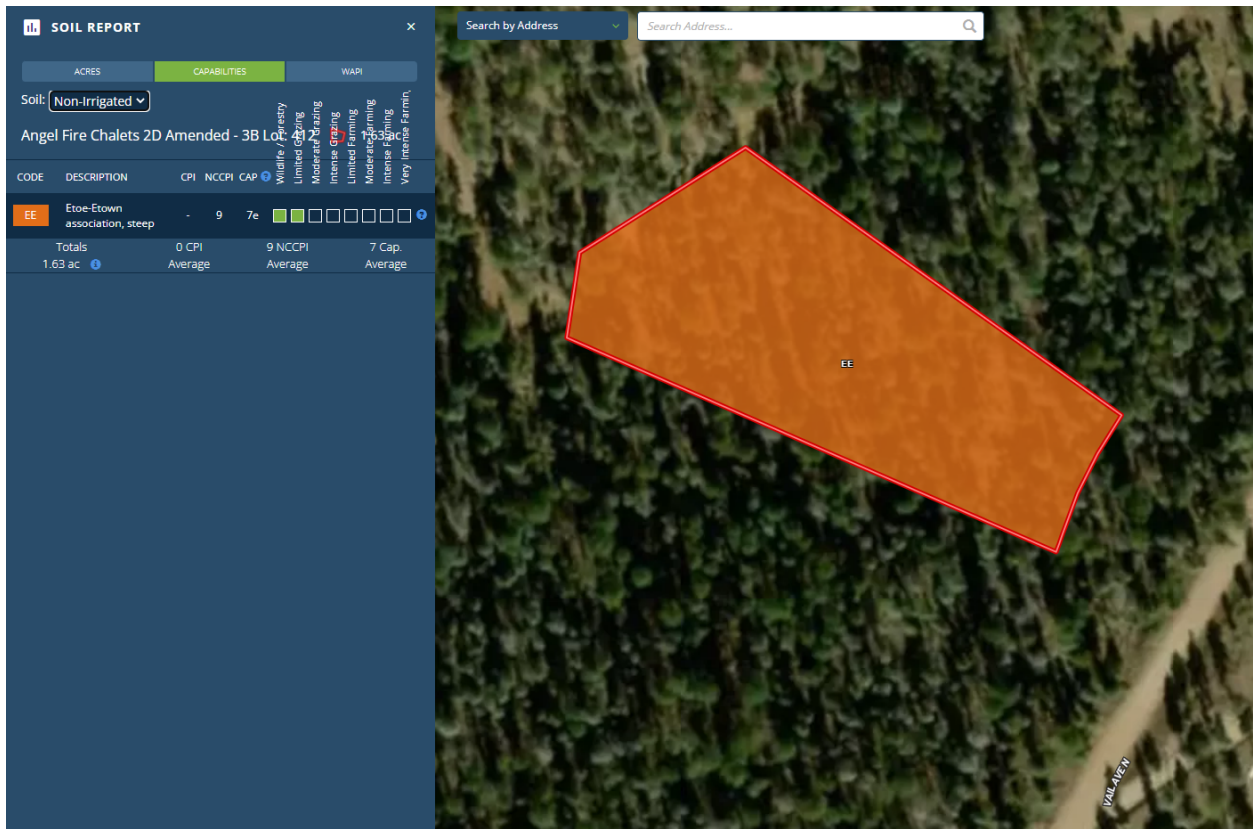 SOIL REPORT
×
Search by Address
Search Address...
ACRES
CAPABILITIES
WAPI
Soil: Non-Irrigated
Angel Fire Chalets 2D Amended - 3B Lot: 412
1.63 ac
CODE
DESCRIPTION
CPI
NCCPI
CAP
Wildlife / Forestry
Limited Grazing
Moderate Grazing
Intense Grazing
Limited Farming
Moderate Farming
Intense Farming
Very Intense Farmin,
EE
Etoe-Etown
association, steep
-
9
7e
Totals
1.63 ac
0 CPI
Average
9 NCCPI
Average
7 Cap.
Average
EE
VAIL AVE N